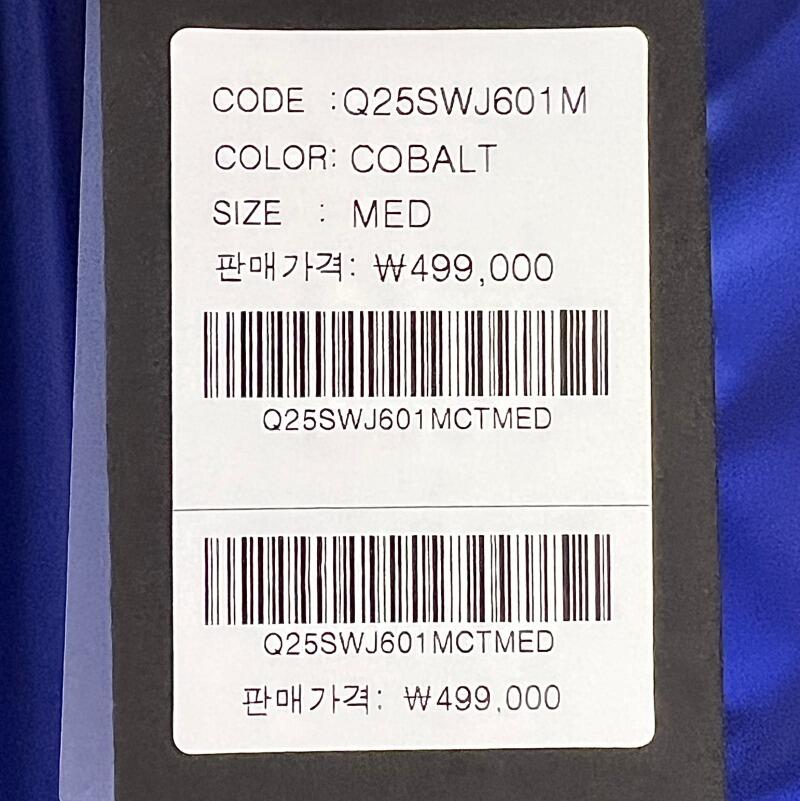 CODE :Q25SWJ601M
COLOR: COBALT
SIZE : MED
판매가격: ₩499,000
Q25SWJ601MCTMED
Q25SWJ601MCTMED
판매가격: ₩499,000